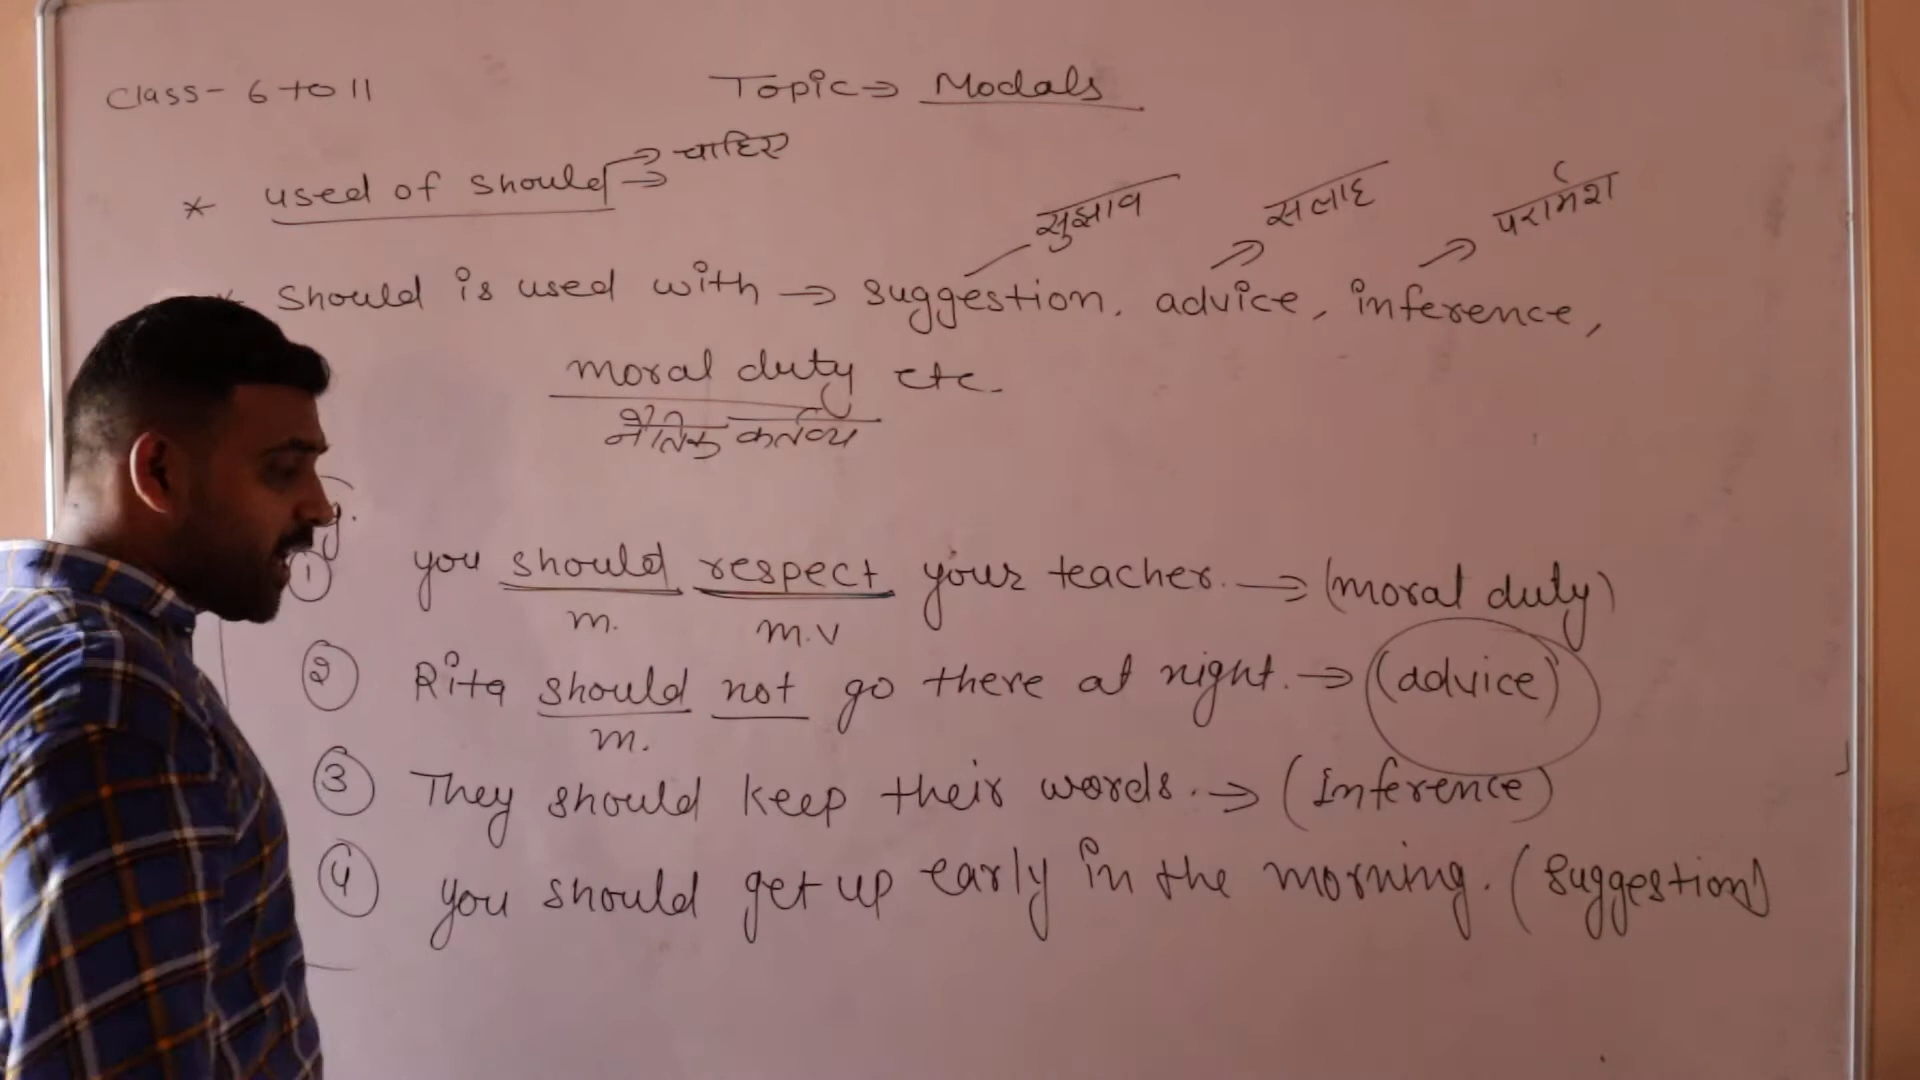 Class- 6 to 11
Topic → Modals
* used of should → चाहिए
सुझाव सलाह परार्मश
Should is used with → suggestion, advice, inference,
moral duty etc.
नैतिक कर्तव्य
① you should respect your teacher. → (moral duty)
m. m.v
② Rita should not go there at night. → (advice)
m.
③ They should keep their words. → (Inference)
④ you should get up early in the morning. (Suggestion)